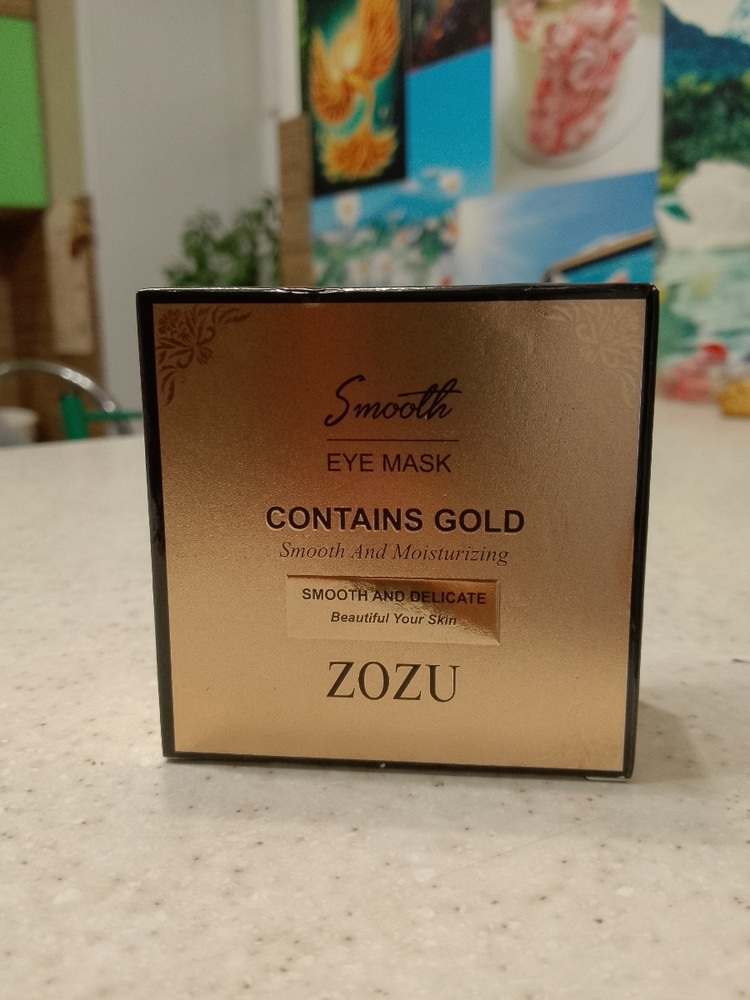 Smooth
EYE MASK
CONTAINS GOLD
Smooth And Moisturizing
SMOOTH AND DELICATE
Beautiful Your Skin
ZOZU